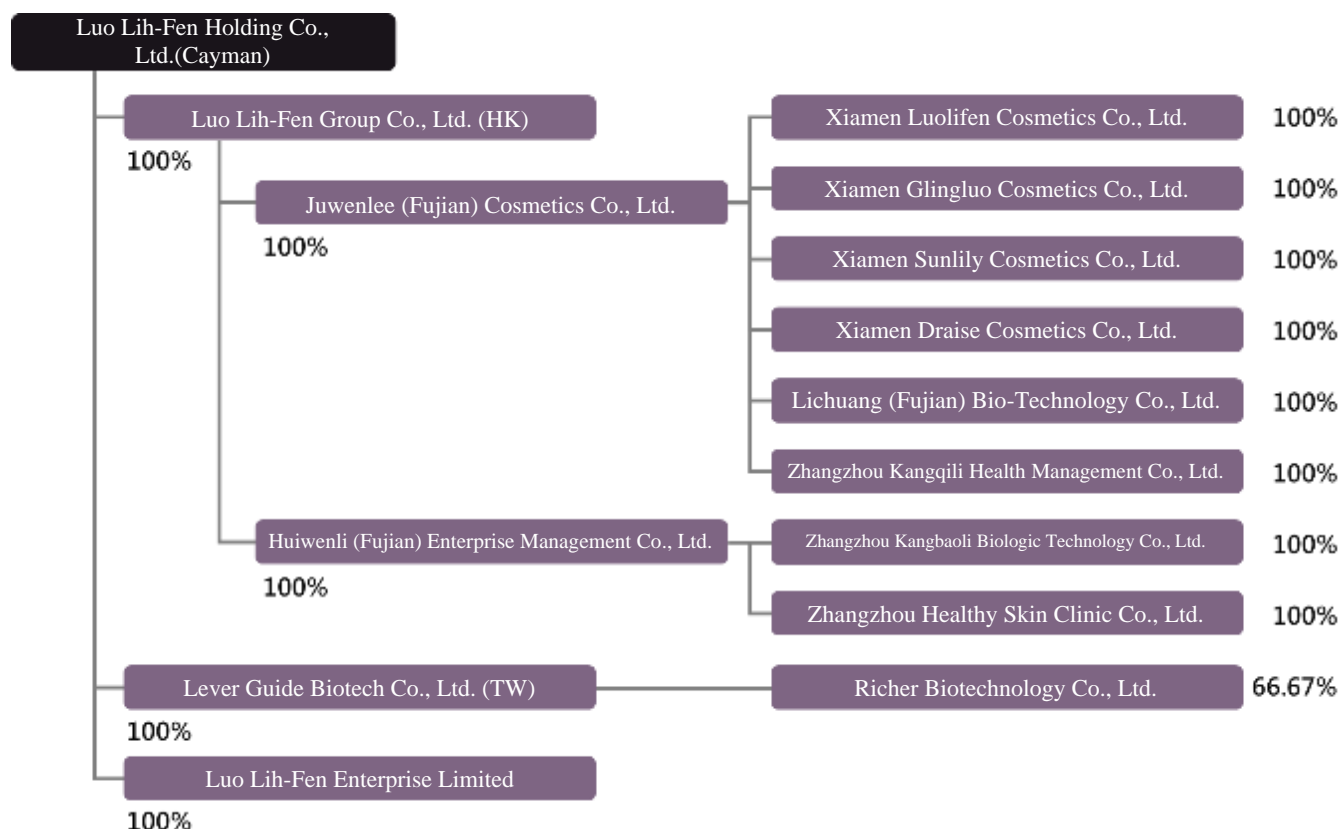 Luo Lih-Fen Holding Co.,
Ltd.(Cayman)
Luo Lih-Fen Group Co., Ltd. (HK)
100%
Juwenlee (Fujian) Cosmetics Co., Ltd.
100%
Xiamen Luolifen Cosmetics Co., Ltd.
100%
Xiamen Glingluo Cosmetics Co., Ltd.
100%
Xiamen Sunlily Cosmetics Co., Ltd.
100%
Xiamen Draise Cosmetics Co., Ltd.
100%
Lichuang (Fujian) Bio-Technology Co., Ltd.
100%
Zhangzhou Kangqili Health Management Co., Ltd.
100%
Huiwenli (Fujian) Enterprise Management Co., Ltd.
100%
Zhangzhou Kangbaoli Biologic Technology Co., Ltd.
100%
Zhangzhou Healthy Skin Clinic Co., Ltd.
100%
Lever Guide Biotech Co., Ltd. (TW)
100%
Richer Biotechnology Co., Ltd.
66.67%
Luo Lih-Fen Enterprise Limited
100%